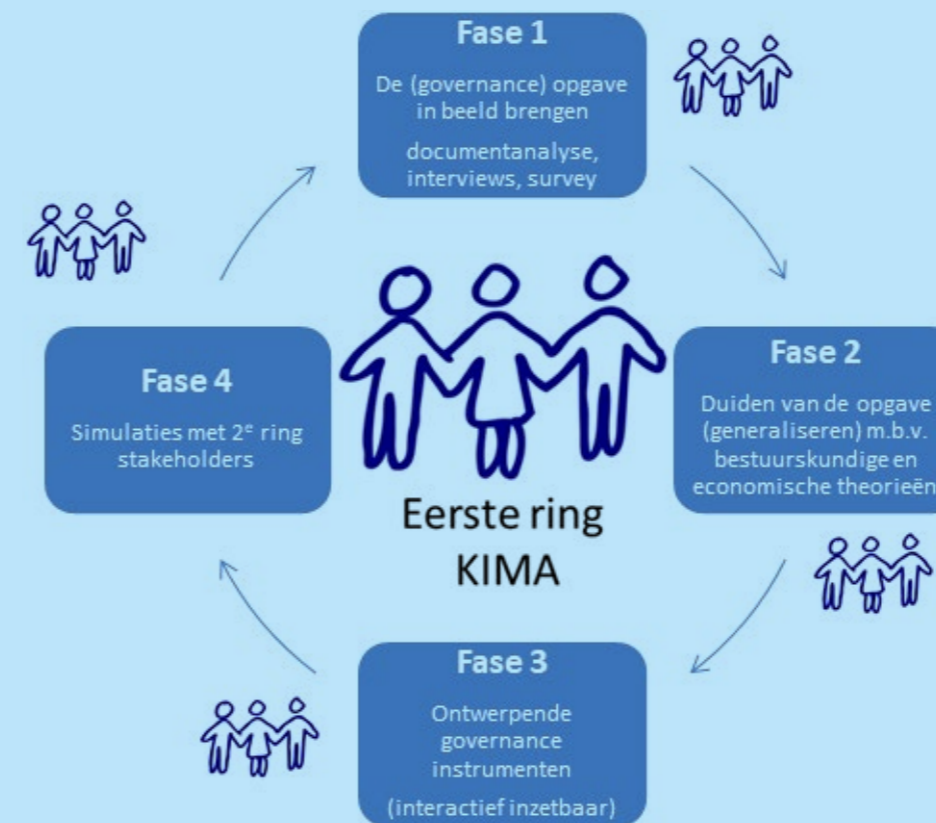 Fase 1
De (governance) opgave
in beeld brengen
documentanalyse,
interviews, survey
Fase 2
Duiden van de opgave
(generaliseren) m.b.v.
bestuurskundige en
economische theorieën
Fase 3
Ontwerpende
governance
instrumenten
(interactief inzetbaar)
Fase 4
Simulaties met 2e ring
stakeholders
Eerste ring
KIMA